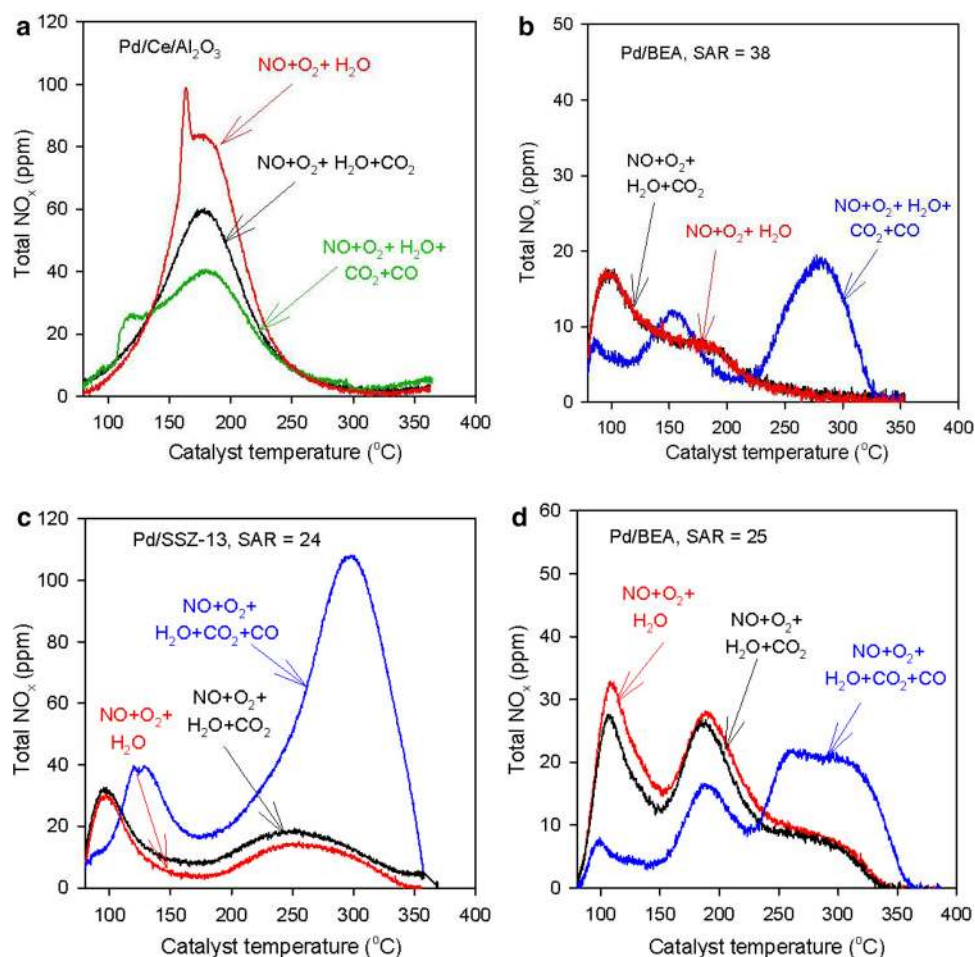 a
Pd/Ce/Al₂O₃
NO+O₂+ H₂O
NO+O₂+ H₂O+CO₂
NO+O₂+ H₂O+
CO₂+CO
Total NOₓ (ppm)
120
100
80
60
40
20
0
100 150 200 250 300 350 400
Catalyst temperature (°C)
b
Pd/BEA, SAR = 38
NO+O₂+
H₂O+CO₂
NO+O₂+ H₂O
NO+O₂+ H₂O+
CO₂+CO
Total NOₓ (ppm)
50
40
30
20
10
0
100 150 200 250 300 350 400
Catalyst temperature (°C)
c
Pd/SSZ-13, SAR = 24
NO+O₂+
H₂O+CO₂+CO
NO+O₂+
H₂O
NO+O₂+
H₂O+CO₂
Total NOₓ (ppm)
120
100
80
60
40
20
0
100 150 200 250 300 350 400
Catalyst temperature (°C)
d
Pd/BEA, SAR = 25
NO+O₂+
H₂O
NO+O₂+
H₂O+CO₂
NO+O₂+
H₂O+CO₂+CO
Total NOₓ (ppm)
60
50
40
30
20
10
0
100 150 200 250 300 350 400
Catalyst temperature (°C)